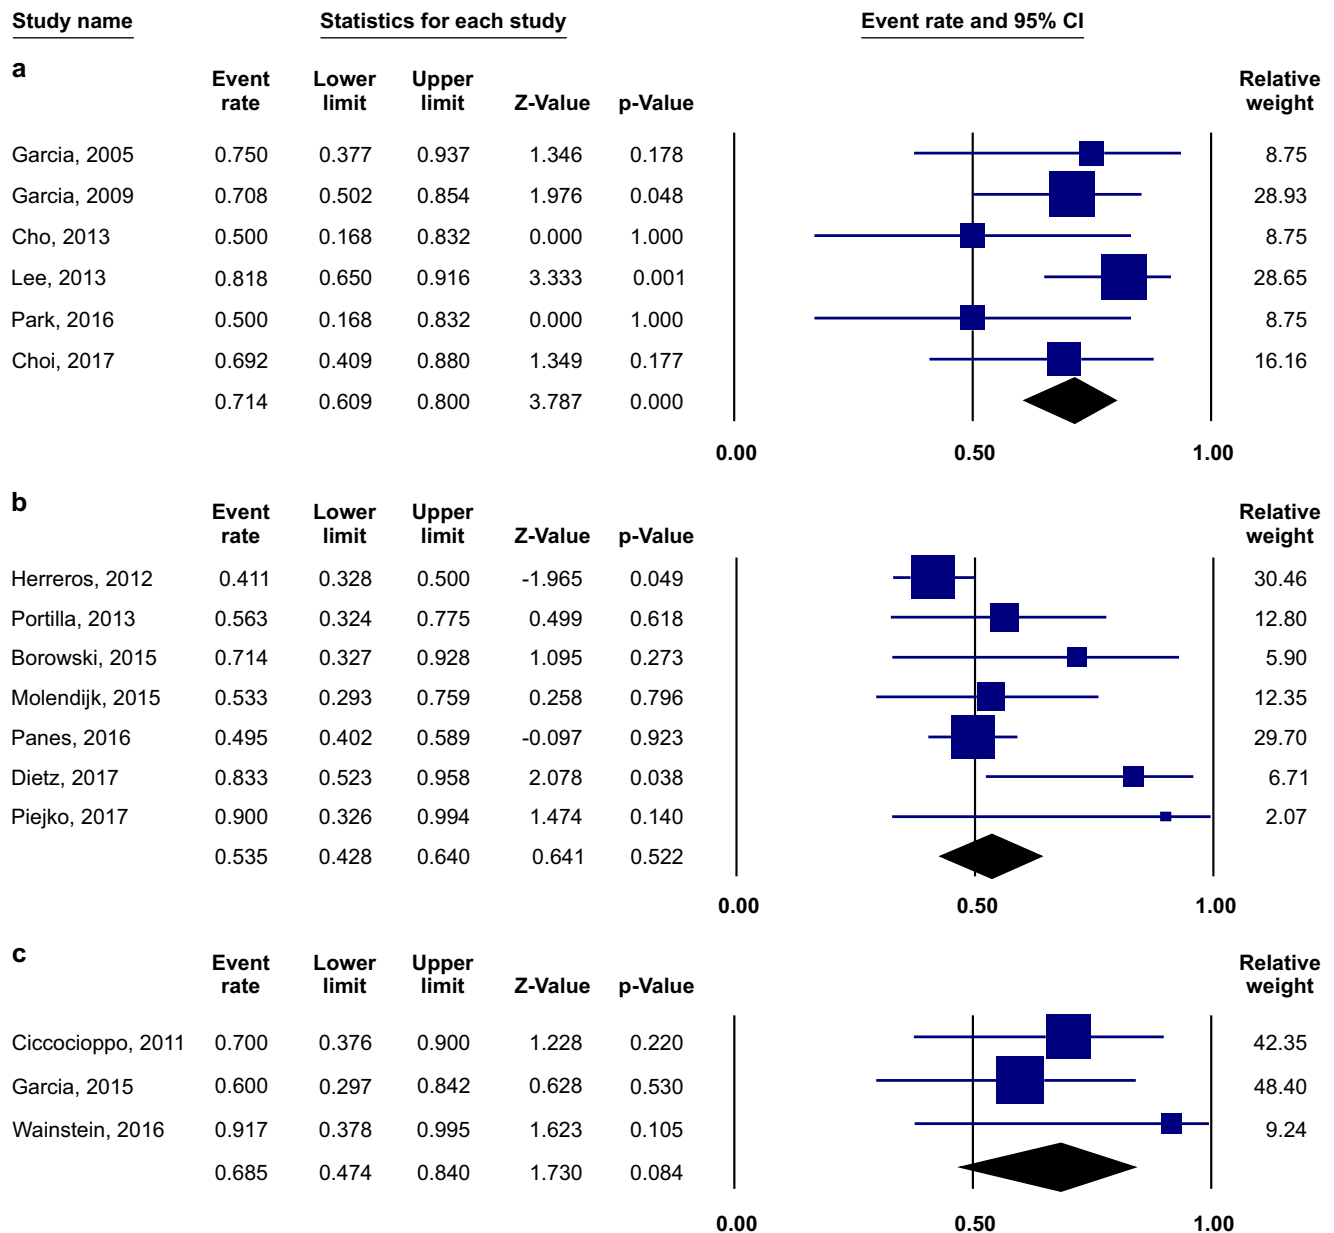 Study name Statistics for each study Event rate and 95% CI
a
Event Lower Upper Relative
rate limit limit Z-Value p-Value weight
Garcia, 2005 0.750 0.377 0.937 1.346 0.178 8.75
Garcia, 2009 0.708 0.502 0.854 1.976 0.048 28.93
Cho, 2013 0.500 0.168 0.832 0.000 1.000 8.75
Lee, 2013 0.818 0.650 0.916 3.333 0.001 28.65
Park, 2016 0.500 0.168 0.832 0.000 1.000 8.75
Choi, 2017 0.692 0.409 0.880 1.349 0.177 16.16
0.714 0.609 0.800 3.787 0.000
0.00 0.50 1.00
b
Event Lower Upper Relative
rate limit limit Z-Value p-Value weight
Herreros, 2012 0.411 0.328 0.500 -1.965 0.049 30.46
Portilla, 2013 0.563 0.324 0.775 0.499 0.618 12.80
Borowski, 2015 0.714 0.327 0.928 1.095 0.273 5.90
Molendijk, 2015 0.533 0.293 0.759 0.258 0.796 12.35
Panes, 2016 0.495 0.402 0.589 -0.097 0.923 29.70
Dietz, 2017 0.833 0.523 0.958 2.078 0.038 6.71
Piejko, 2017 0.900 0.326 0.994 1.474 0.140 2.07
0.535 0.428 0.640 0.641 0.522
0.00 0.50 1.00
c
Event Lower Upper Relative
rate limit limit Z-Value p-Value weight
Ciccocioppo, 2011 0.700 0.376 0.900 1.228 0.220 42.35
Garcia, 2015 0.600 0.297 0.842 0.628 0.530 48.40
Wainstein, 2016 0.917 0.378 0.995 1.623 0.105 9.24
0.685 0.474 0.840 1.730 0.084
0.00 0.50 1.00